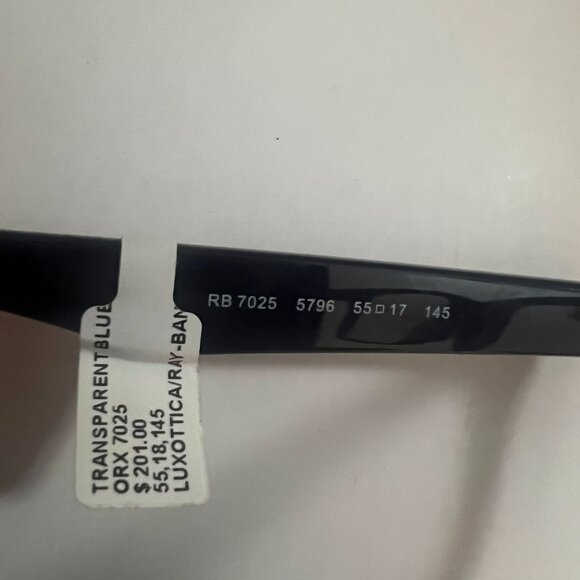 RB 7025 5796 55□17 145
TRANSPARENTBLUE
ORX 7025
$ 201.00
55,18,145
LUXOTTICA/RAY-BAN